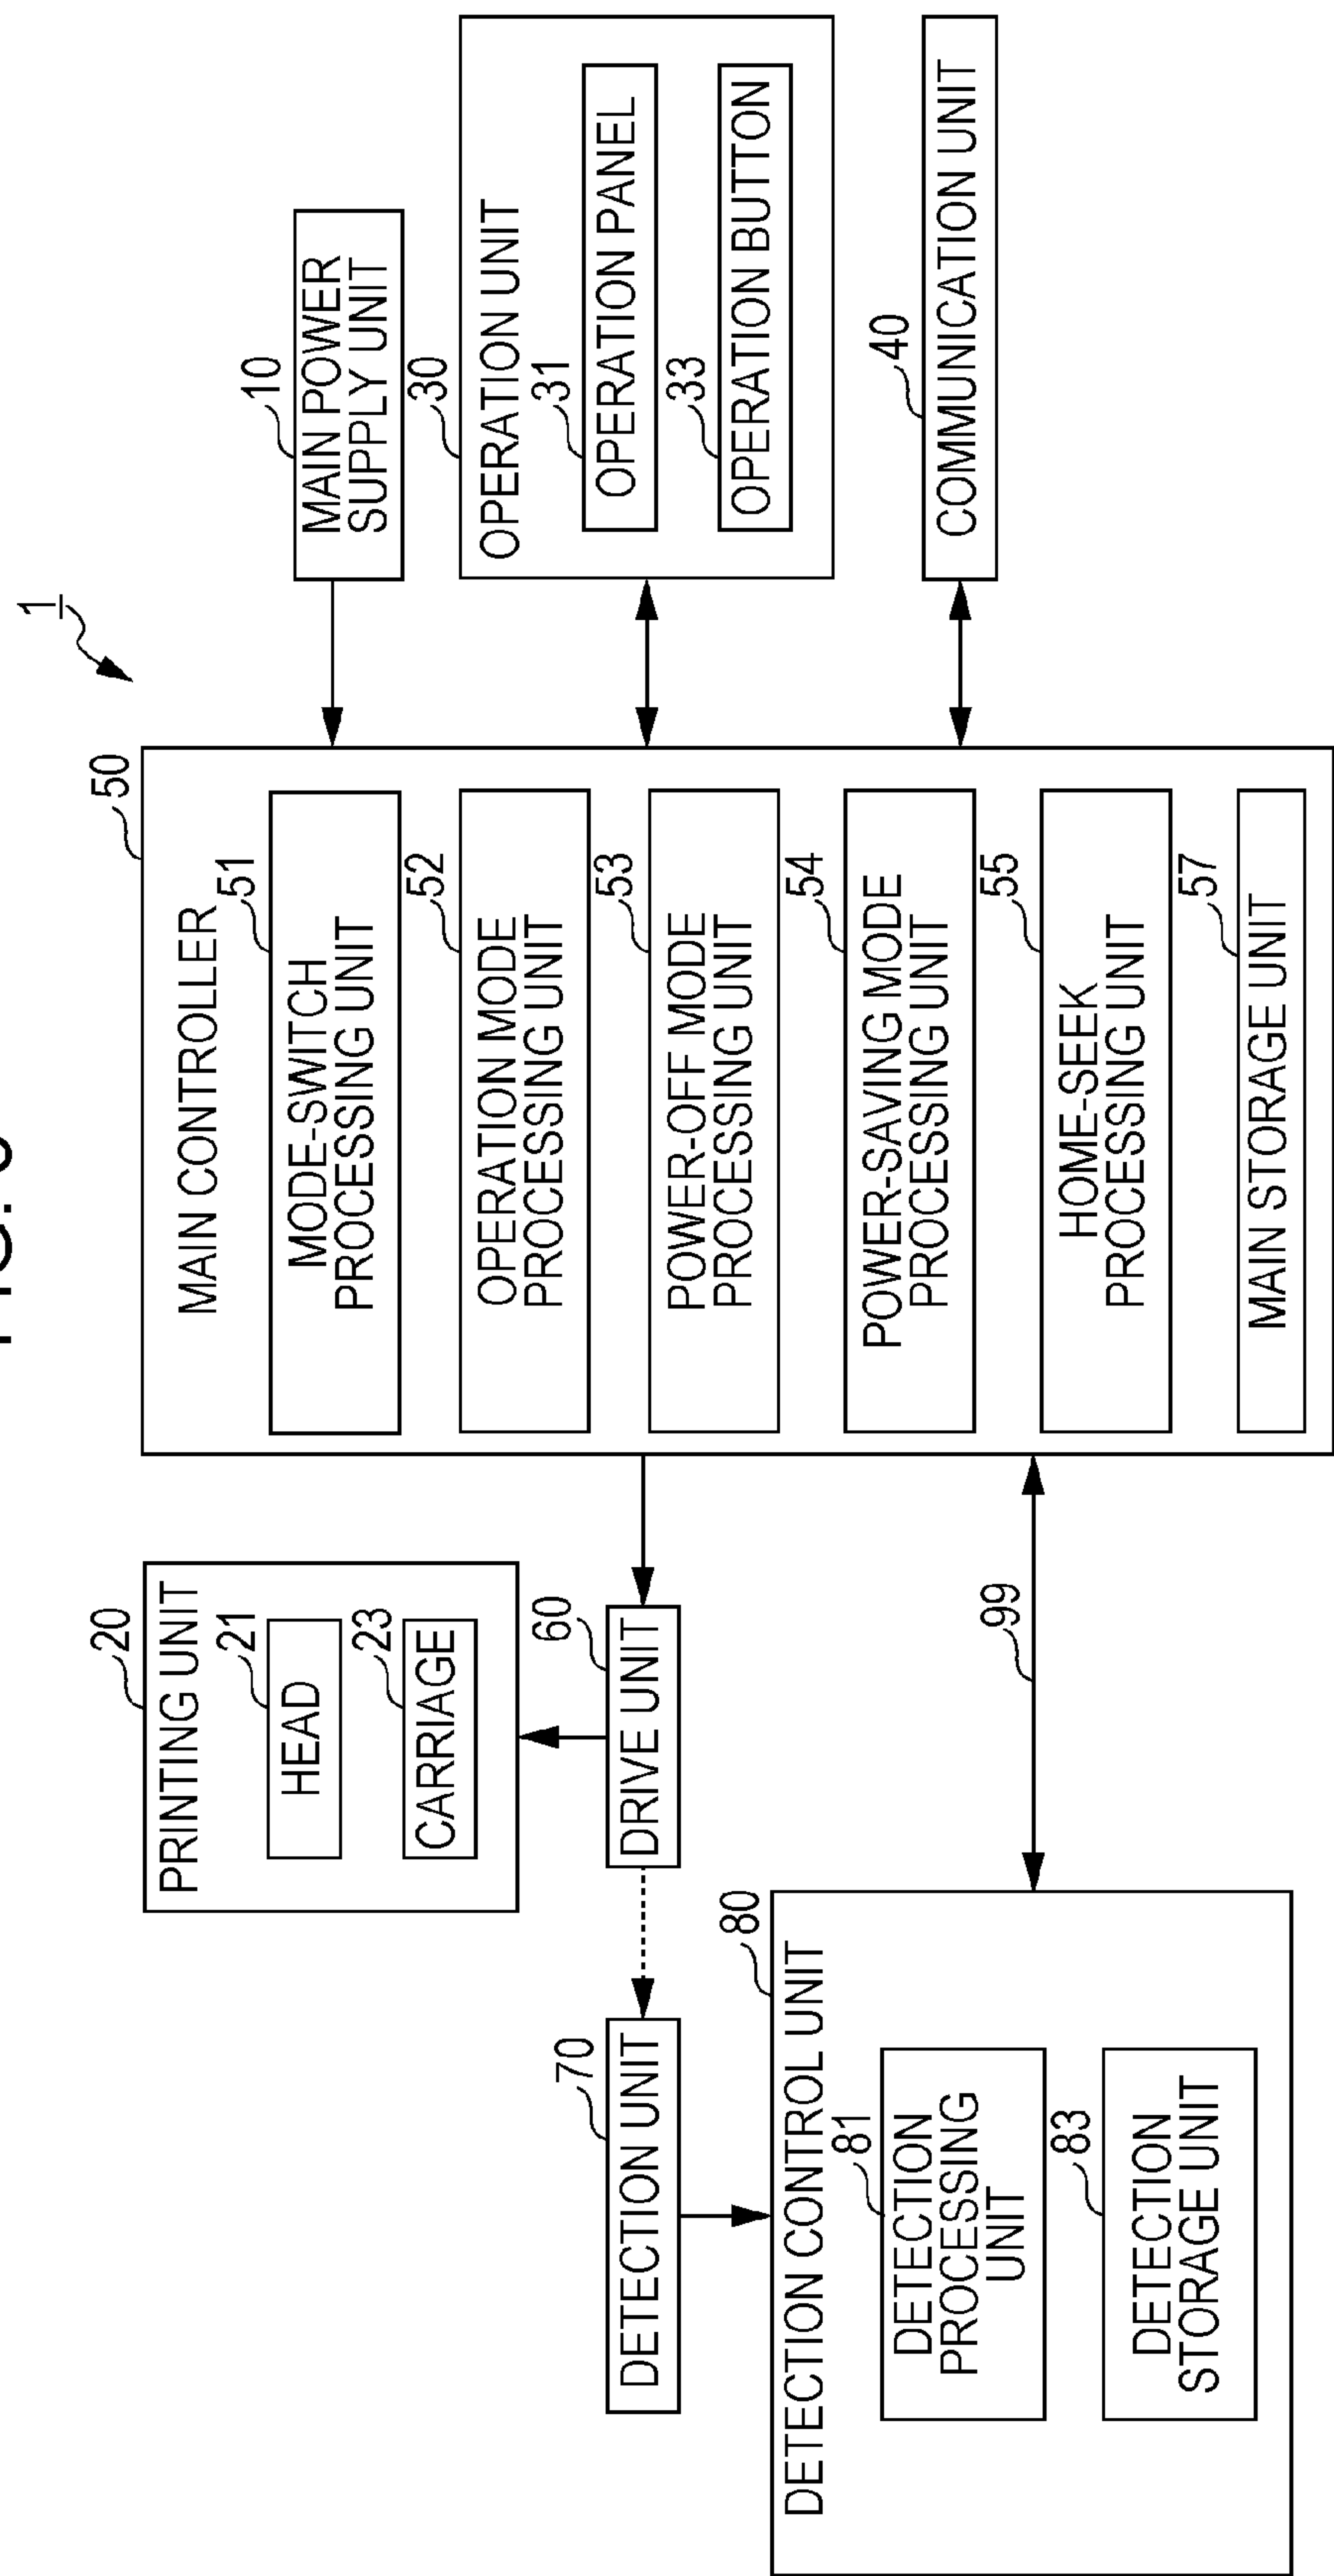 1
20
PRINTING UNIT
21
HEAD
23
CARRIAGE
60
DRIVE UNIT
70
DETECTION UNIT
80
DETECTION CONTROL UNIT
81
DETECTION
PROCESSING
UNIT
83
DETECTION
STORAGE UNIT
99
50
MAIN CONTROLLER
51
MODE-SWITCH
PROCESSING UNIT
52
OPERATION MODE
PROCESSING UNIT
53
POWER-OFF MODE
PROCESSING UNIT
54
POWER-SAVING MODE
PROCESSING UNIT
55
HOME-SEEK
PROCESSING UNIT
57
MAIN STORAGE UNIT
10
MAIN POWER
SUPPLY UNIT
30
OPERATION UNIT
31
OPERATION PANEL
33
OPERATION BUTTON
40
COMMUNICATION UNIT